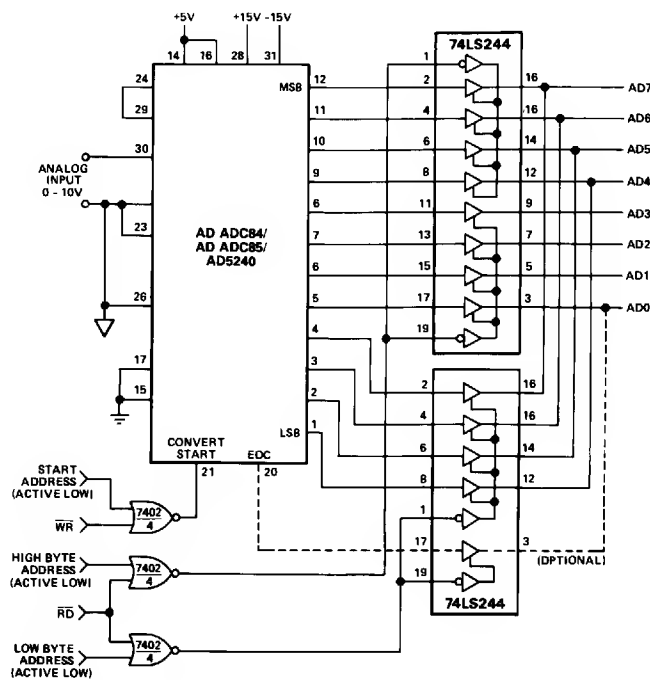 +5V
+15V -15V
14 16 28 31
24
29
30
ANALOG
INPUT
0 - 10V
23
26
17
15
AD ADC84/
AD ADC85/
AD5240
MSB
12
11
10
9
6
7
6
5
4
3
2
LSB
1
CONVERT
START
21
EOC
20
74LS244
1
2 16 AD7
4 16 AD6
6 14 AD5
8 12 AD4
11 9 AD3
13 7 AD2
15 5 AD1
17 3 AD0
19
2 16
4 16
6 14
8 12
1
17 3
(OPTIONAL)
19
74LS244
START
ADDRESS
(ACTIVE LOW)
WR
7402
4
HIGH BYTE
ADDRESS
(ACTIVE LOW)
7402
4
RD
LOW BYTE
ADDRESS
(ACTIVE LOW)
7402
4